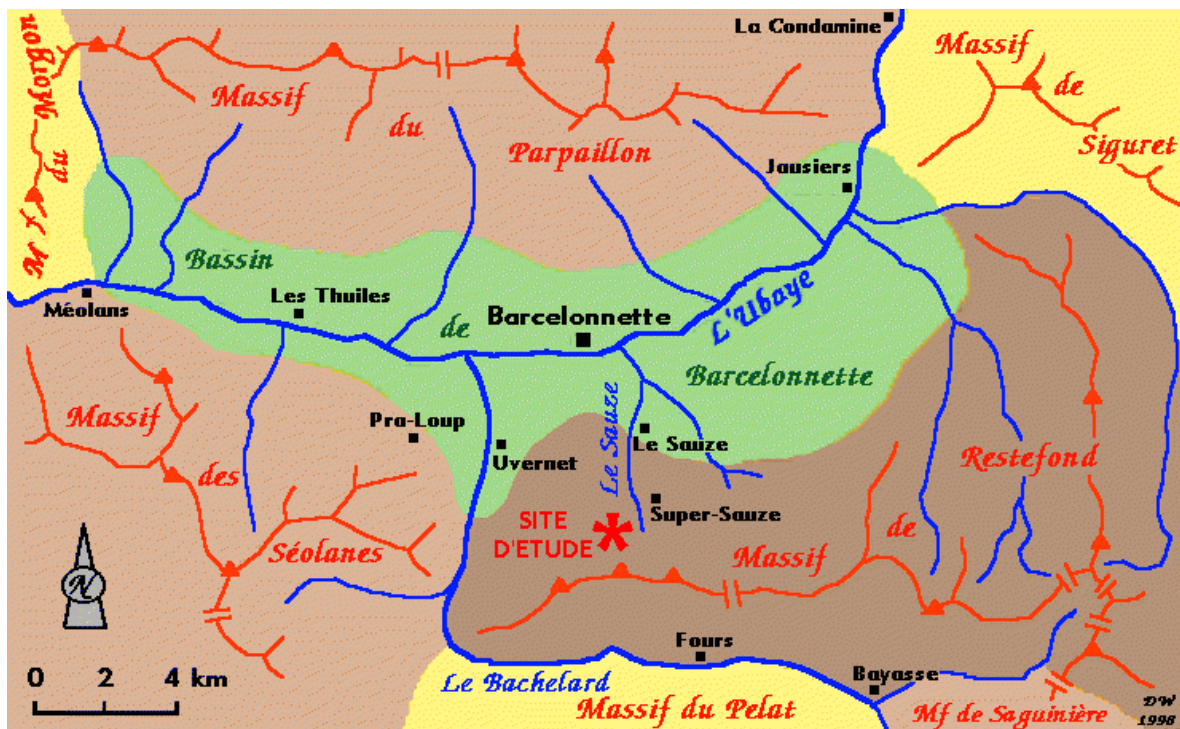 La Condamine
Massif
de
Siguret
Mf du Morgon
Massif
du
Parpaillon
Jausiers
Bassin
de
Barcelonnette
Méolans
Les Thuiles
Barcelonnette
L'Ubaye
Massif
des
Séolanes
Pra-Loup
Uvernet
Le Sauze
Le Sauze
Super-Sauze
SITE
D'ETUDE
Massif
de
Restefond
N
0 2 4 km
Fours
Bayasse
Le Bachelard
Massif du Pelat
Mf de Saguinière
DW
1998